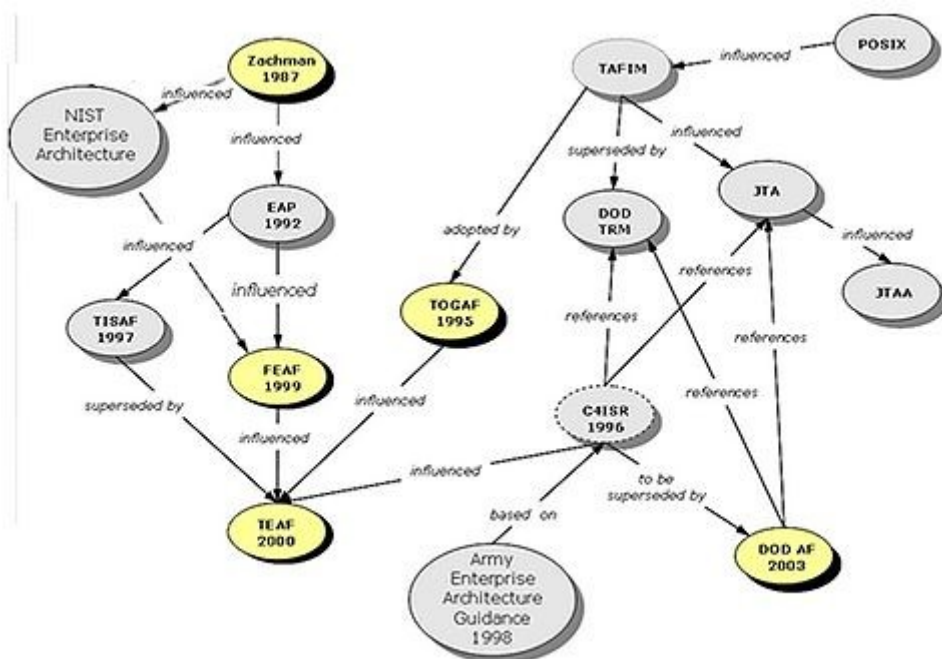 Zachman
1987
influenced
NIST
Enterprise
Architecture
influenced
EAP
1992
influenced
influenced
TISAF
1997
FEAF
1999
superseded by
influenced
TEAF
2000
POSIX
influenced
TAFIM
superseded by
influenced
DOD
TRM
JTA
adopted by
influenced
JTAA
TOGAF
1995
references
references
references
references
influenced
C4ISR
1996
influenced
to be
superseded by
based on
DOD AF
2003
Army
Enterprise
Architecture
Guidance
1998